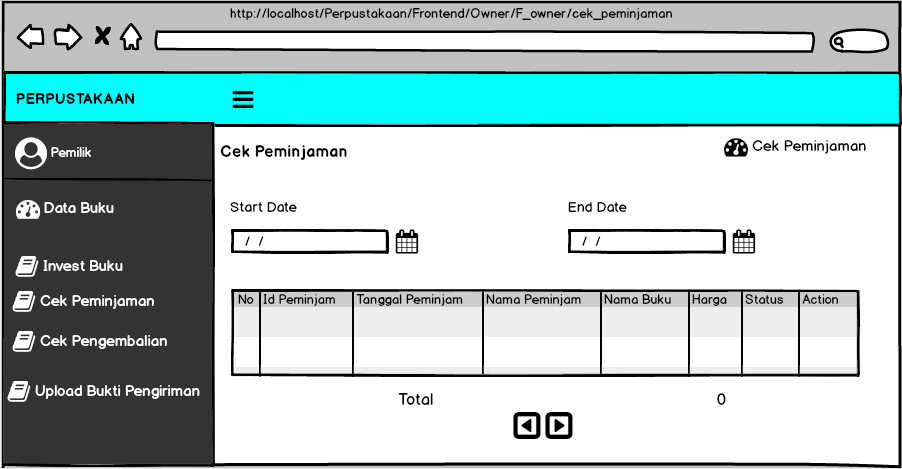 http://localhost/Perpustakaan/Frontend/Owner/F_owner/cek_peminjaman
PERPUSTAKAAN
Pemilik
Data Buku
Invest Buku
Cek Peminjaman
Cek Pengembalian
Upload Bukti Pengiriman
Cek Peminjaman
Cek Peminjaman
Start Date
End Date
/ /
/ /
No Id Peminjam Tanggal Peminjam Nama Peminjam Nama Buku Harga Status Action
Total 0